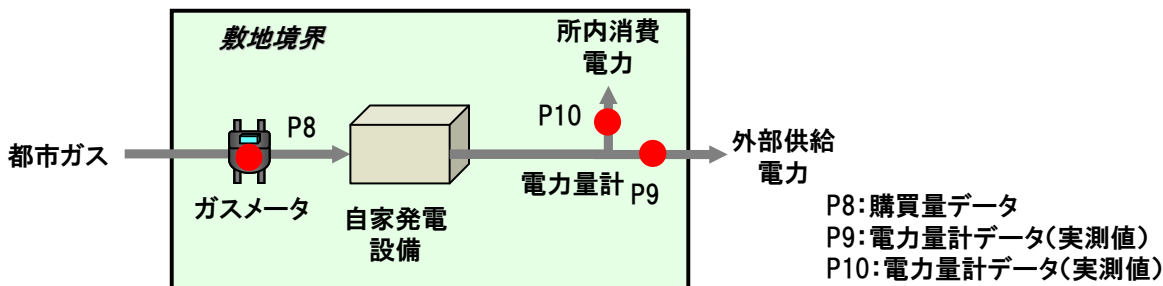 敷地境界
所内消費
電力
P10
P8
都市ガス
外部供給
電力
ガスメータ
電力量計
P9
自家発電
設備
P8:購買量データ
P9:電力量計データ(実測値)
P10:電力量計データ(実測値)